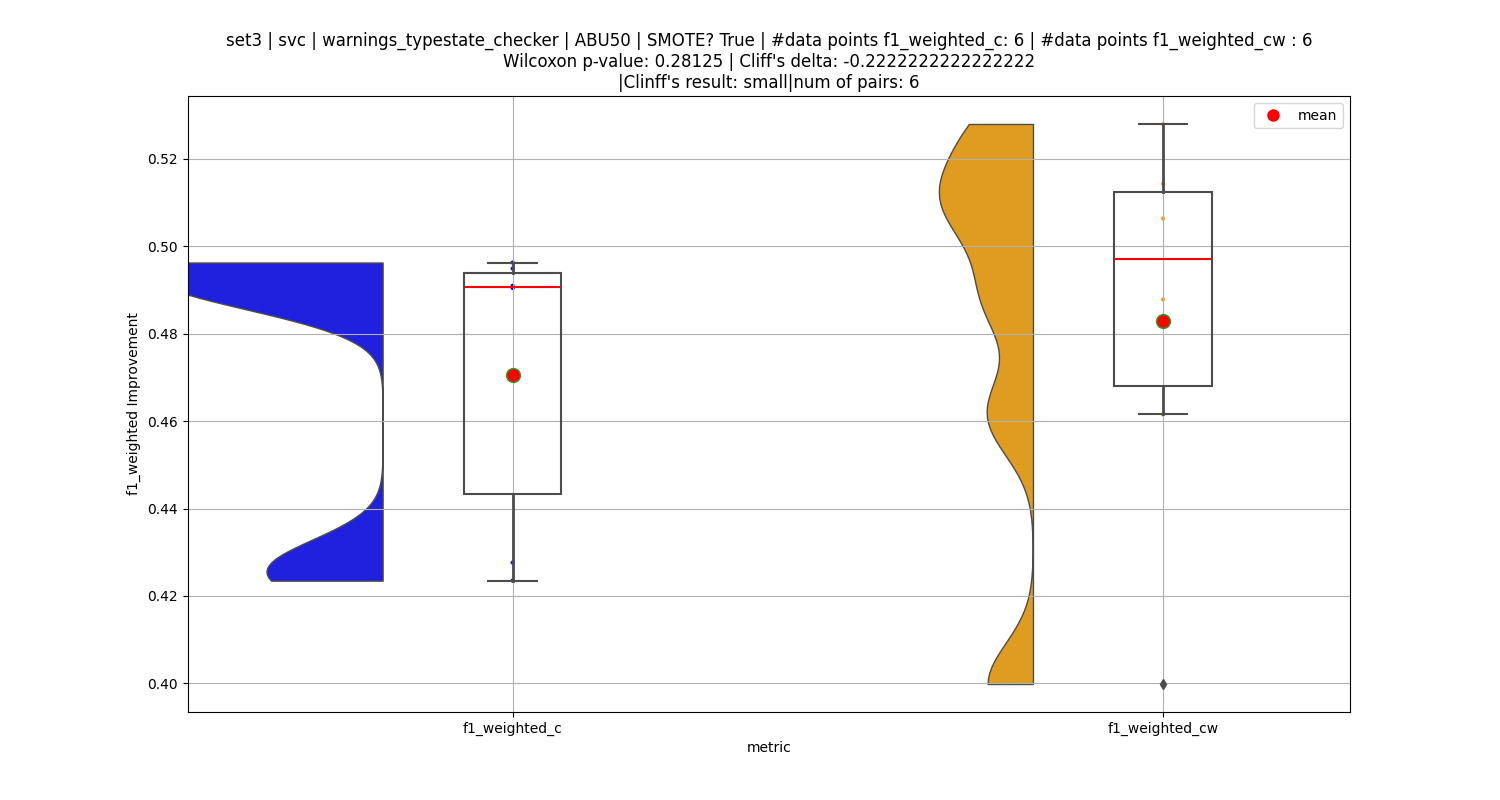 set3 | svc | warnings_typestate_checker | ABU50 | SMOTE? True | #data points f1_weighted_c: 6 | #data points f1_weighted_cw : 6
Wilcoxon p-value: 0.28125 | Cliff's delta: -0.2222222222222222
|Clinff's result: small|num of pairs: 6
mean
0.52
0.50
0.48
0.46
0.44
0.42
0.40
f1_weighted Improvement
f1_weighted_c
f1_weighted_cw
metric